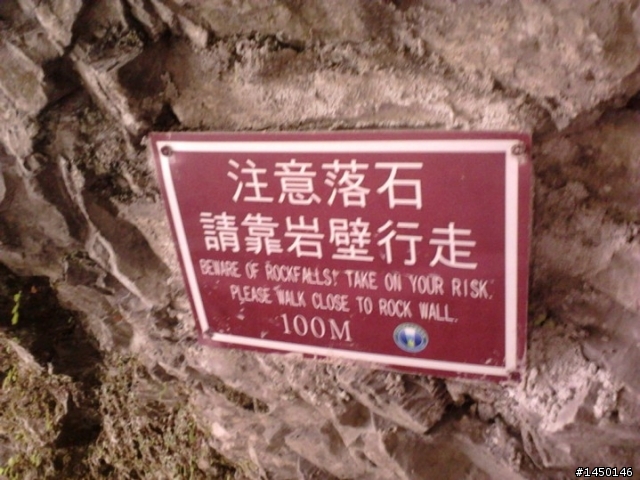 注意落石
請靠岩壁行走
BEWARE OF ROCKFALLS! TAKE ON YOUR RISK.
PLEASE WALK CLOSE TO ROCK WALL.
100M
#1450146